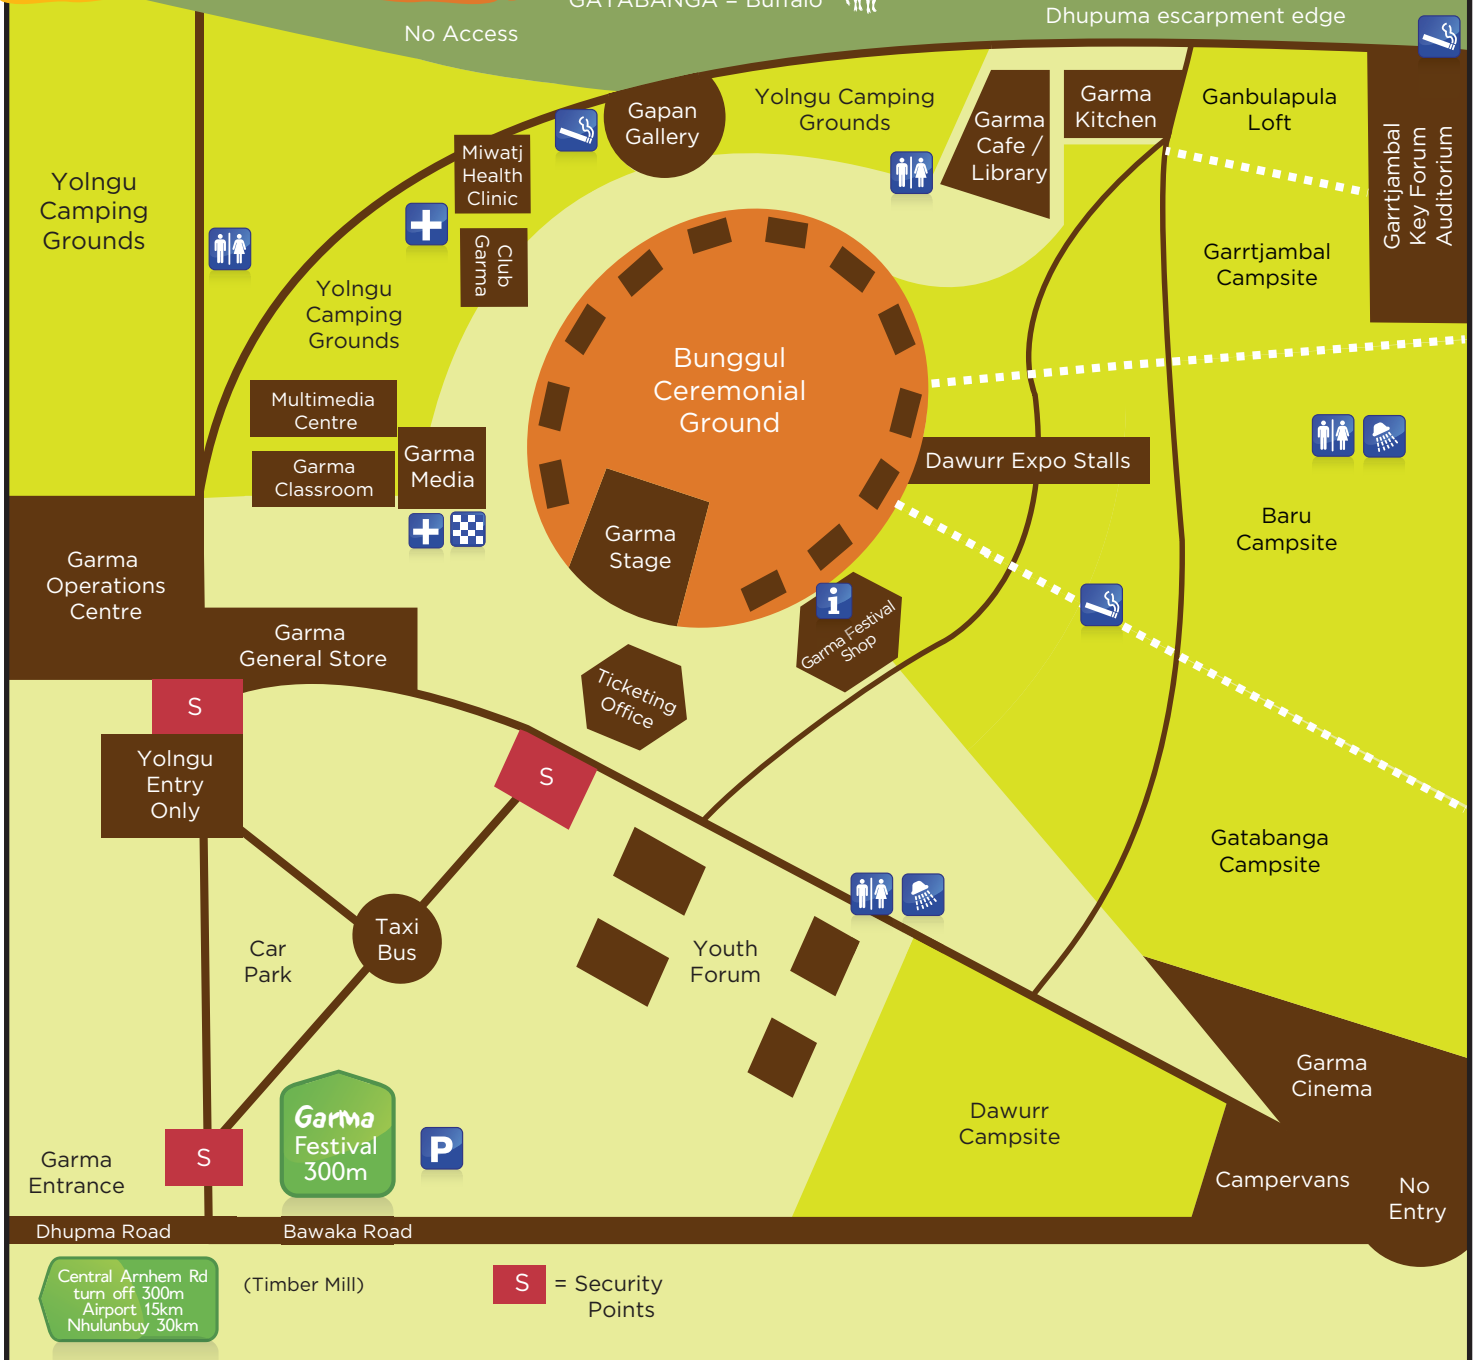 GATABANGA = Buffalo
Dhupuma escarpment edge
No Access
Yolngu Camping
Grounds
Gapan
Gallery
Garma
Cafe /
Library
Garma
Kitchen
Ganbulapula
Loft
Garrtjambal
Key Forum
Auditorium
Miwatj
Health
Clinic
Yolngu
Camping
Grounds
Club
Garma
Garrtjambal
Campsite
Yolngu
Camping
Grounds
Bunggul
Ceremonial
Ground
Multimedia
Centre
Garma
Classroom
Garma
Media
Dawurr Expo Stalls
Baru
Campsite
Garma
Stage
Garma
Operations
Centre
i
Garma Festival
Shop
Garma
General Store
Ticketing
Office
S
Yolngu
Entry
Only
S
Gatabanga
Campsite
Taxi
Bus
Car
Park
Youth
Forum
Garma
Cinema
Dawurr
Campsite
Garma
Festival
300m
P
S
Garma
Entrance
Campervans
No
Entry
Dhupma Road
Bawaka Road
Central Arnhem Rd
turn off 300m
Airport 15km
Nhulunbuy 30km
(Timber Mill)
S = Security
Points